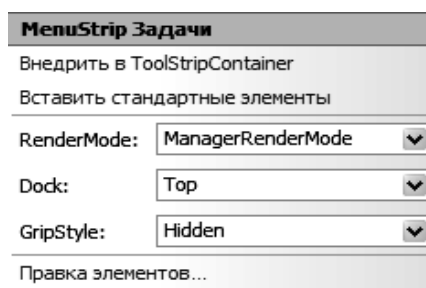 MenuStrip Задачи
Внедрить в ToolStripContainer
Вставить стандартные элементы
RenderMode: ManagerRenderMode
Dock: Top
GripStyle: Hidden
Правка элементов...